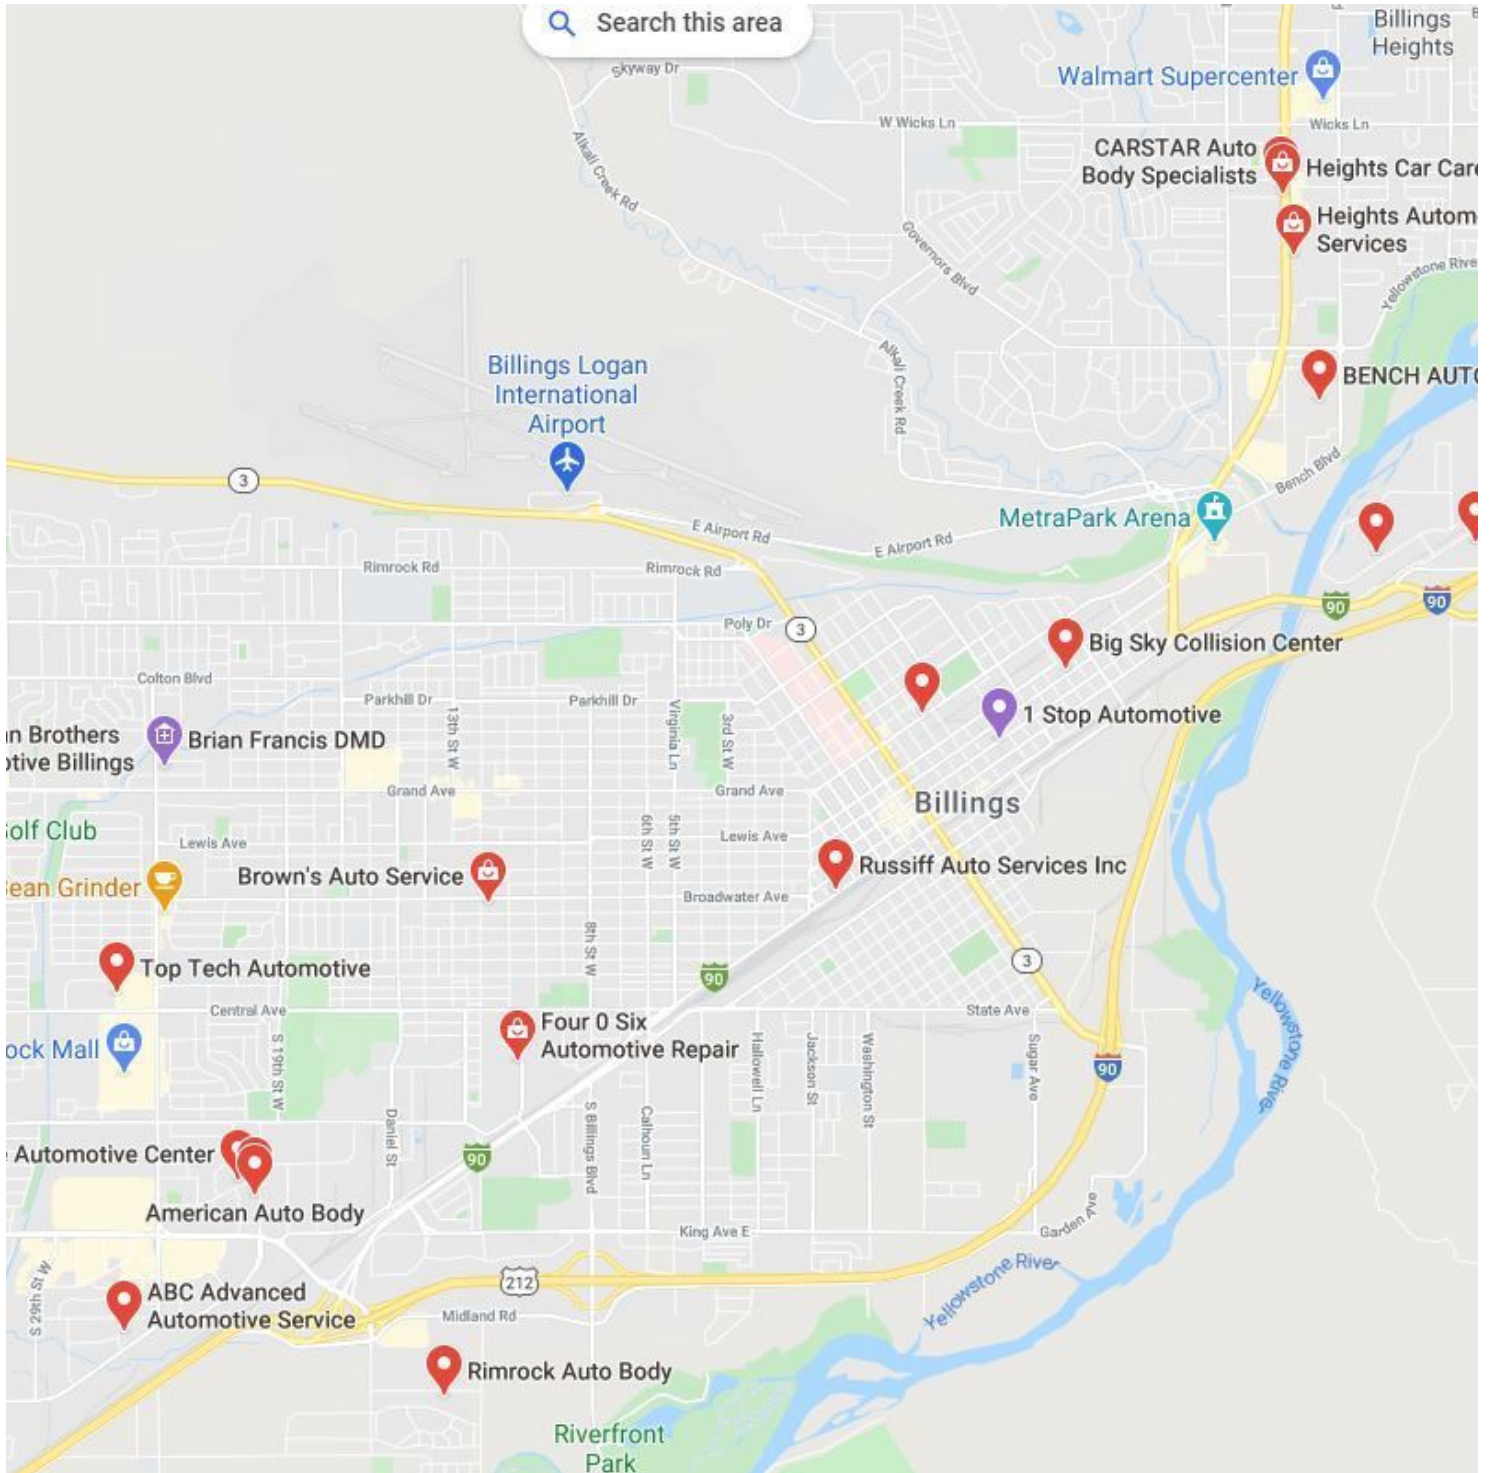 Search this area
Billings
Heights
Skyway Dr
Walmart Supercenter
W Wicks Ln
Wicks Ln
Alkali Creek Rd
CARSTAR Auto
Body Specialists
Heights Car Care
Heights Autom
Services
Governors Blvd
Yellowstone Rive
Billings Logan
International
Airport
Alkali Creek Rd
BENCH AUTO
3
Bench Blvd
MetraPark Arena
E Airport Rd
E Airport Rd
Rimrock Rd
Rimrock Rd
90
90
Poly Dr
3
Big Sky Collision Center
Colton Blvd
Parkhill Dr
Parkhill Dr
13th St W
Virginia Ln
3rd St W
1 Stop Automotive
n Brothers
otive Billings
Brian Francis DMD
Grand Ave
Grand Ave
Billings
olf Club
Lewis Ave
6th St W
5th St W
Lewis Ave
ean Grinder
Brown's Auto Service
Russiff Auto Services Inc
Broadwater Ave
8th St W
Top Tech Automotive
90
3
Central Ave
State Ave
Yellowstone River
ock Mall
S 19th St W
Four 0 Six
Automotive Repair
Hallowell Ln
Jackson St
Washington St
Sugar Ave
90
Daniel St
S Billings Blvd
Calhoun Ln
Automotive Center
90
American Auto Body
King Ave E
Garden Ave
S 29th St W
ABC Advanced
Automotive Service
212
Yellowstone River
Midland Rd
Rimrock Auto Body
Riverfront
Park